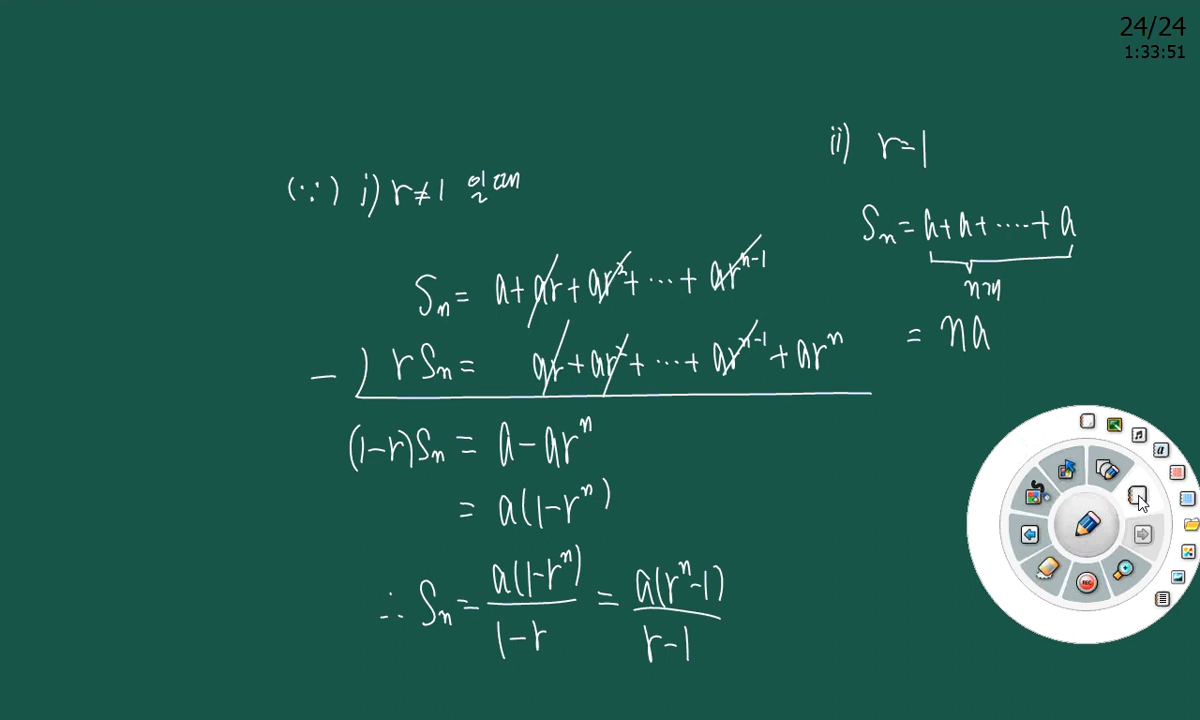 24/24
1:33:51
(∵) i) r≠1 일 때
Sₙ = a + ar + ar² + ⋯ + arⁿ⁻¹
−) rSₙ = ar + ar² + ⋯ + arⁿ⁻¹ + arⁿ
(1−r)Sₙ = a − arⁿ
= a(1−rⁿ)
∴ Sₙ = a(1−rⁿ)/(1−r) = a(rⁿ−1)/(r−1)
ii) r=1
Sₙ = a + a + ⋯⋯ + a
n개
= na